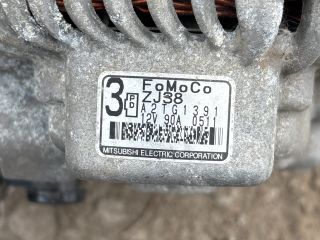 FoMoCo
3 ZJ38
A2TG1391
12V 90A 0511
MITSUBISHI ELECTRIC CORPORATION